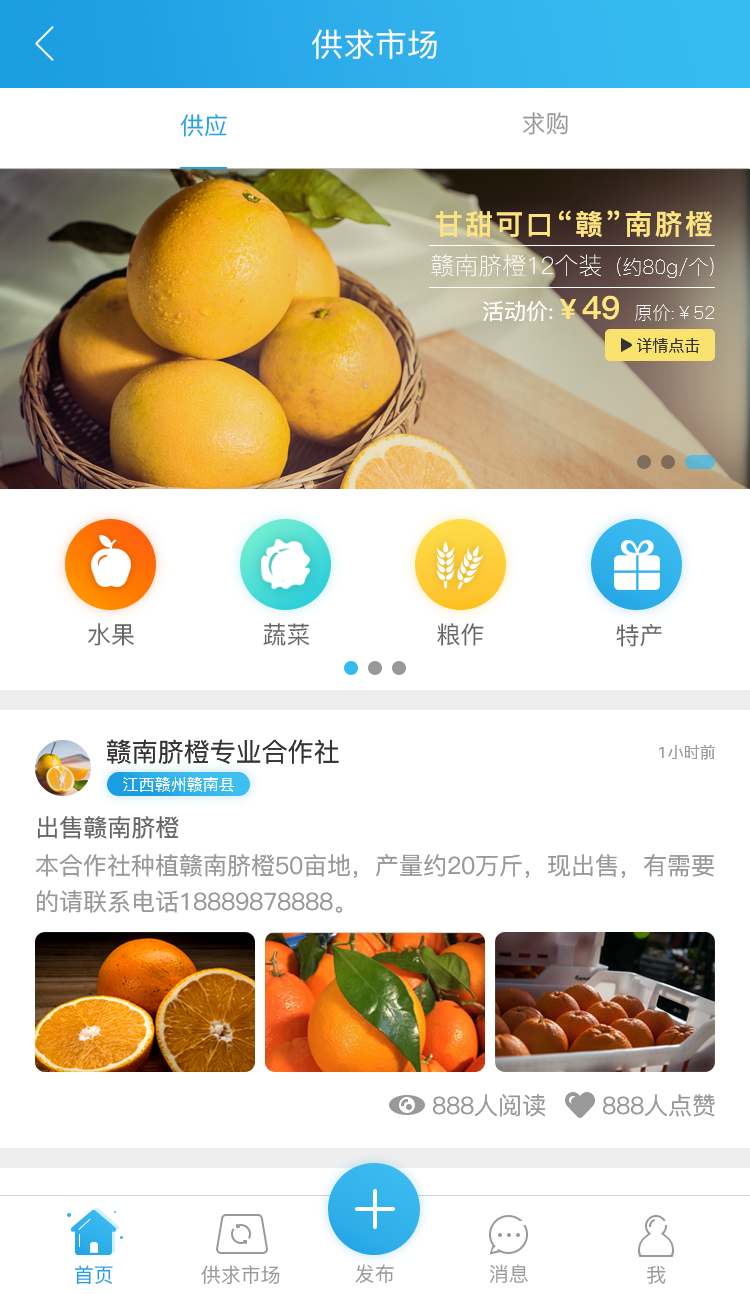 供求市场
供应
求购
甘甜可口“赣”南脐橙
赣南脐橙12个装 (约80g/个)
活动价: ¥49 原价: ¥52
详情点击
水果
蔬菜
粮作
特产
赣南脐橙专业合作社
1小时前
江西赣州赣南县
出售赣南脐橙
本合作社种植赣南脐橙50亩地，产量约20万斤，现出售，有需要
的请联系电话18889878888。
888人阅读
888人点赞
首页
供求市场
发布
消息
我